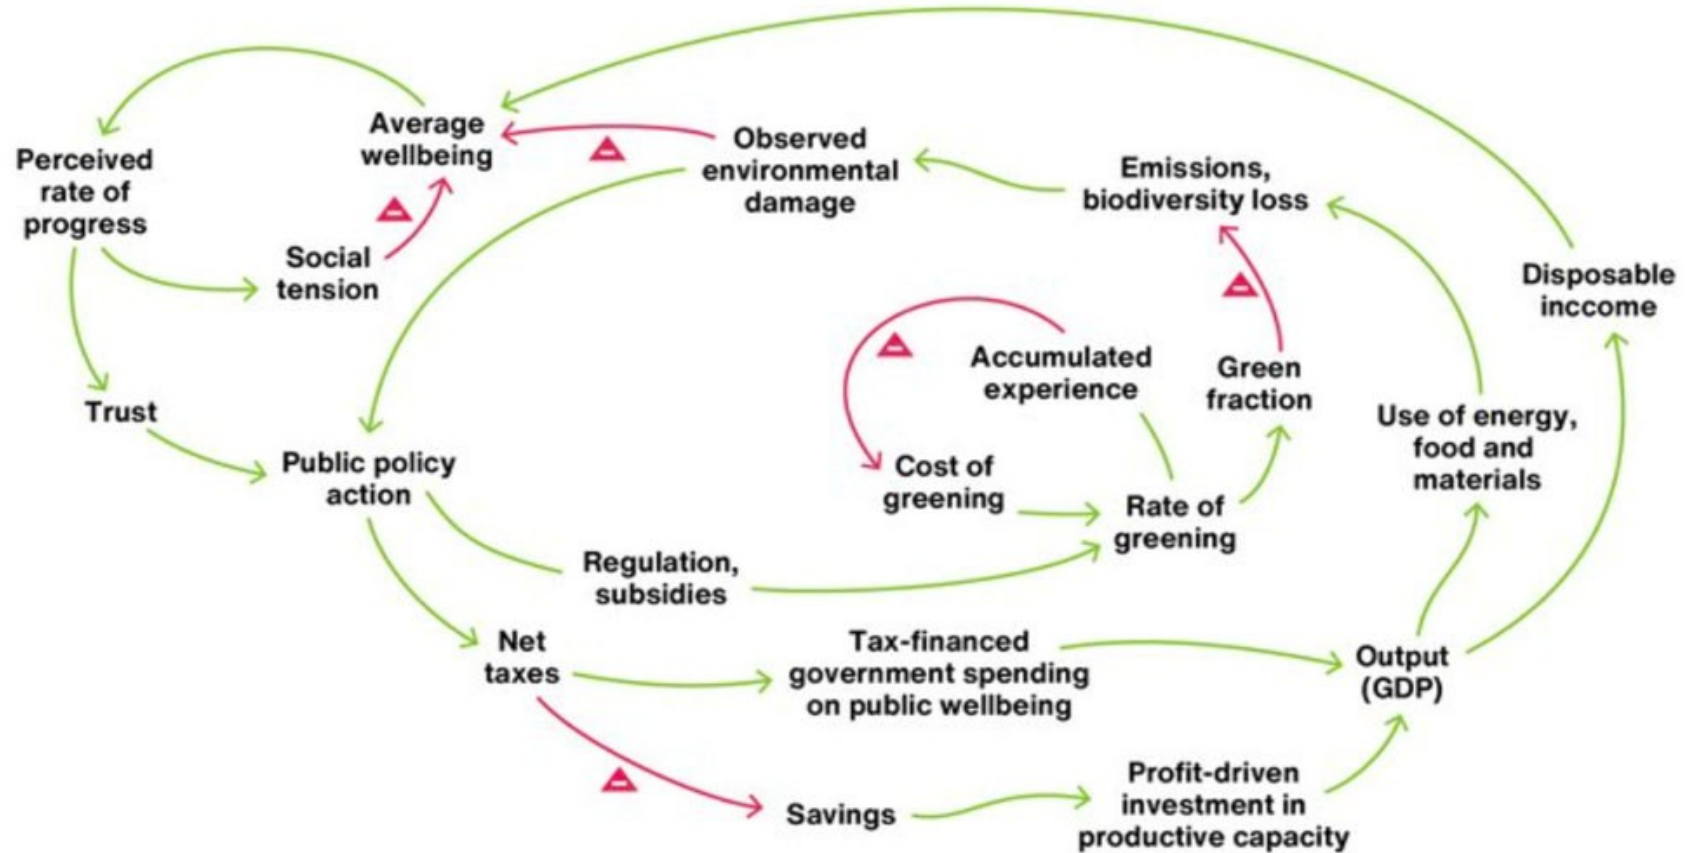 Average
wellbeing
Perceived
rate of
progress
Social
tension
Trust
Observed
environmental
damage
Emissions,
biodiversity loss
Disposable
inccome
Accumulated
experience
Green
fraction
Use of energy,
food and
materials
Cost of
greening
Rate of
greening
Public policy
action
Regulation,
subsidies
Net
taxes
Tax-financed
government spending
on public wellbeing
Output
(GDP)
Savings
Profit-driven
investment in
productive capacity